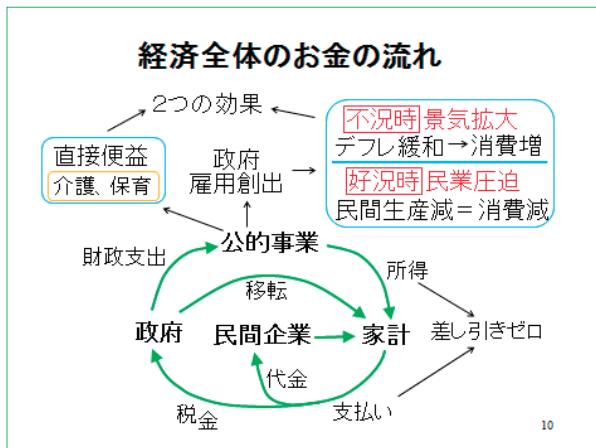 経済全体のお金の流れ
2つの効果
不況時 景気拡大
デフレ緩和→消費増
好況時 民業圧迫
民間生産減=消費減
直接便益
介護、保育
政府
雇用創出
公的事業
財政支出
所得
移転
政府
民間企業
家計
差し引きゼロ
代金
税金
支払い
10